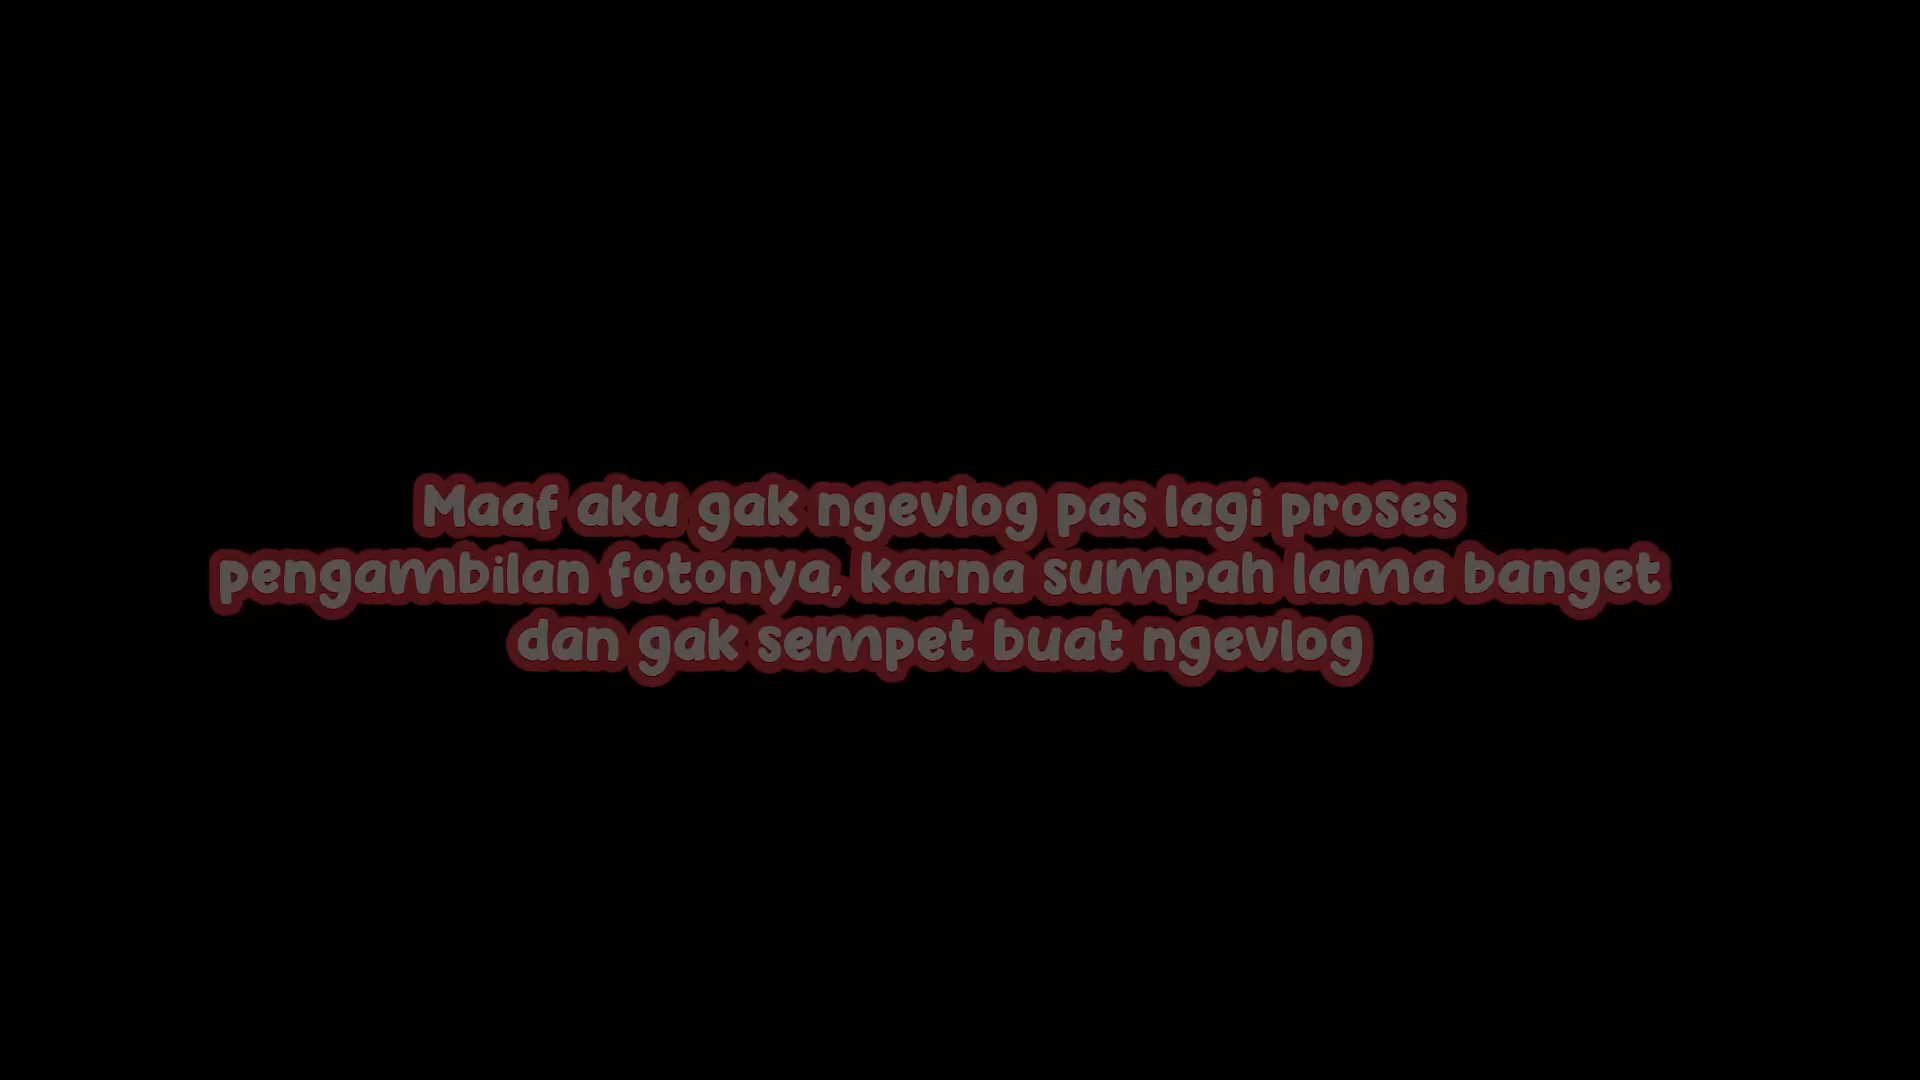 Maaf aku gak ngevlog pas lagi proses
pengambilan fotonya, karna sumpah lama banget
dan gak sempet buat ngevlog